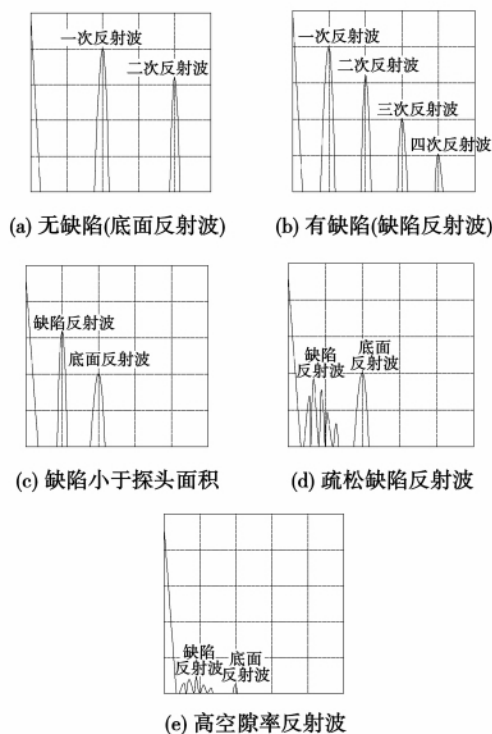 一次反射波
二次反射波
(a) 无缺陷(底面反射波)
一次反射波
二次反射波
三次反射波
四次反射波
(b) 有缺陷(缺陷反射波)
缺陷反射波
底面反射波
(c) 缺陷小于探头面积
缺陷
反射波
底面
反射波
(d) 疏松缺陷反射波
缺陷
反射波
底面
反射波
(e) 高空隙率反射波